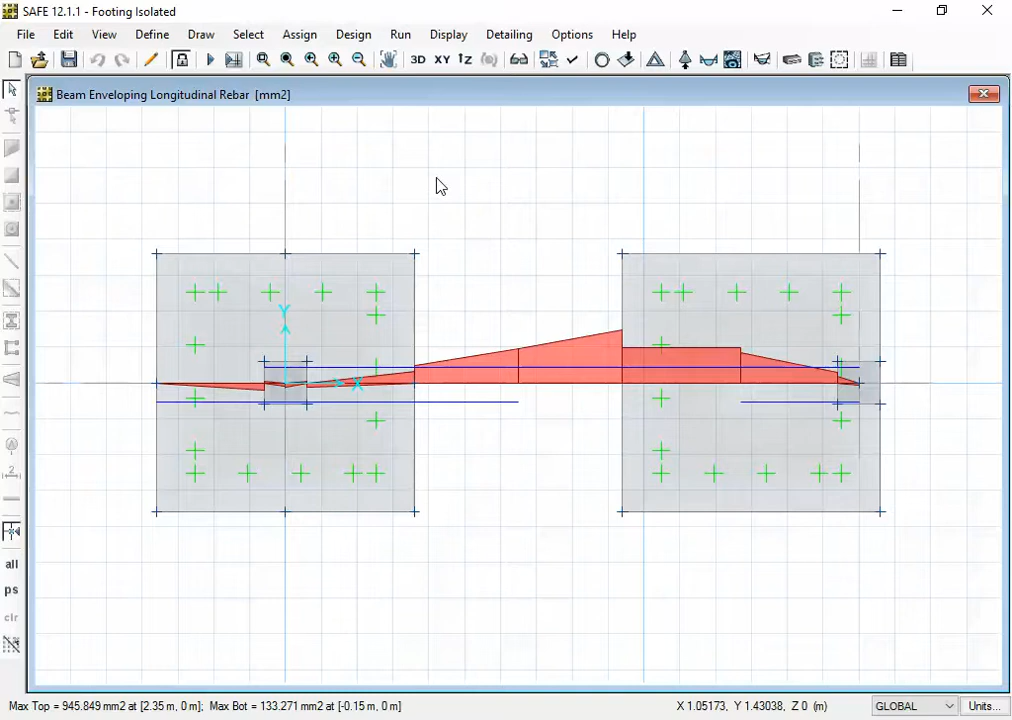 SAFE 12.1.1 - Footing Isolated
File Edit View Define Draw Select Assign Design Run Display Detailing Options Help
3D XY ↑Z
Beam Enveloping Longitudinal Rebar [mm2]
Y
X
2
all
ps
clr
Max Top = 945.849 mm2 at [2.35 m, 0 m]; Max Bot = 133.271 mm2 at [-0.15 m, 0 m]
X 1.05173, Y 1.43038, Z 0 (m)
GLOBAL
Units...